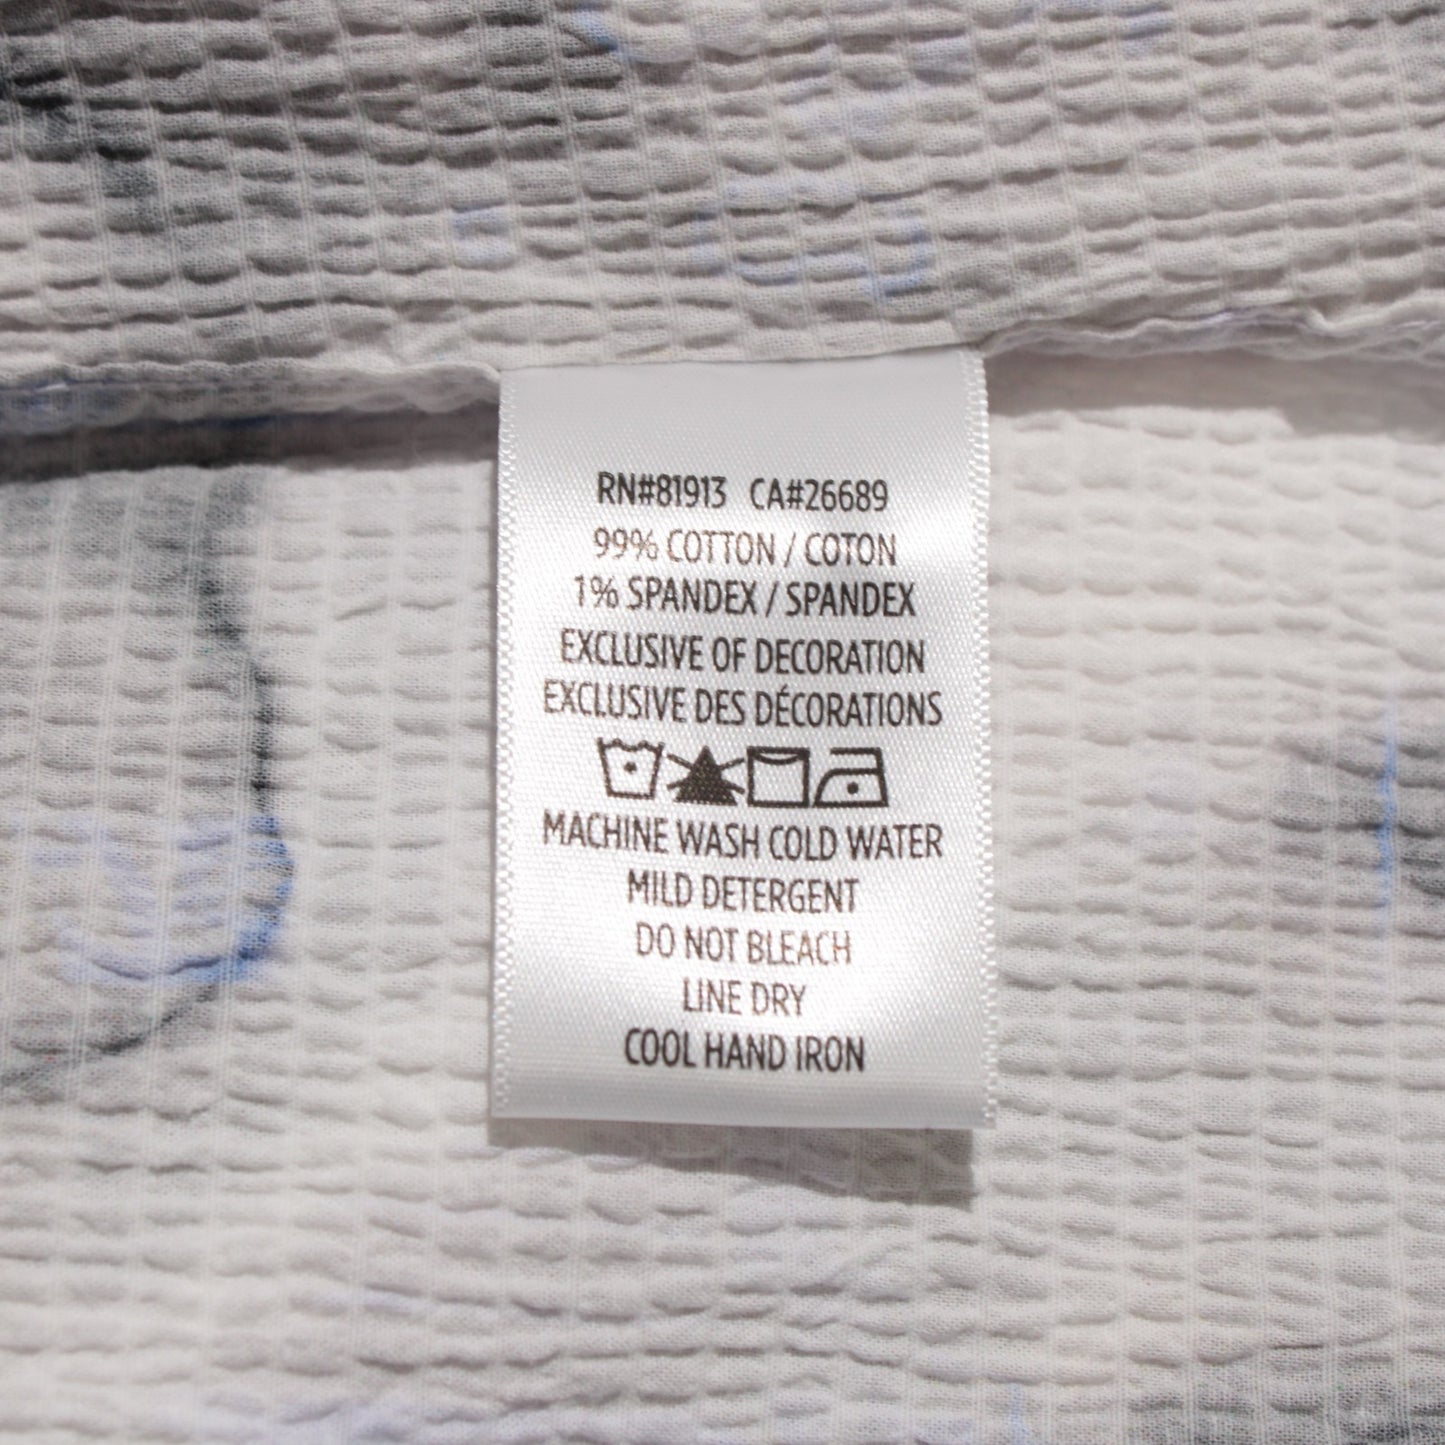 RN#81913 CA#26689
99% COTTON / COTON
1% SPANDEX / SPANDEX
EXCLUSIVE OF DECORATION
EXCLUSIVE DES DÉCORATIONS
MACHINE WASH COLD WATER
MILD DETERGENT
DO NOT BLEACH
LINE DRY
COOL HAND IRON